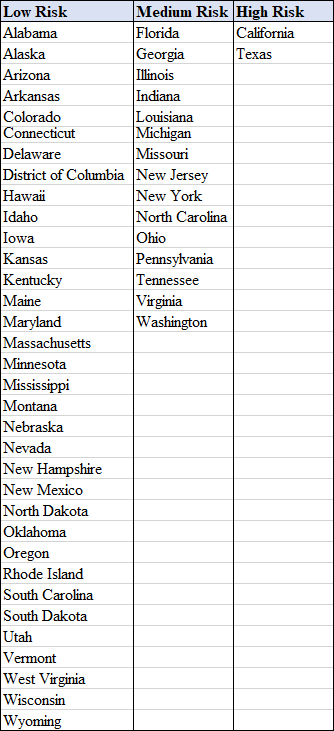 Low Risk Medium Risk High Risk
Alabama Florida California
Alaska Georgia Texas
Arizona Illinois
Arkansas Indiana
Colorado Louisiana
Connecticut Michigan
Delaware Missouri
District of Columbia New Jersey
Hawaii New York
Idaho North Carolina
Iowa Ohio
Kansas Pennsylvania
Kentucky Tennessee
Maine Virginia
Maryland Washington
Massachusetts
Minnesota
Mississippi
Montana
Nebraska
Nevada
New Hampshire
New Mexico
North Dakota
Oklahoma
Oregon
Rhode Island
South Carolina
South Dakota
Utah
Vermont
West Virginia
Wisconsin
Wyoming